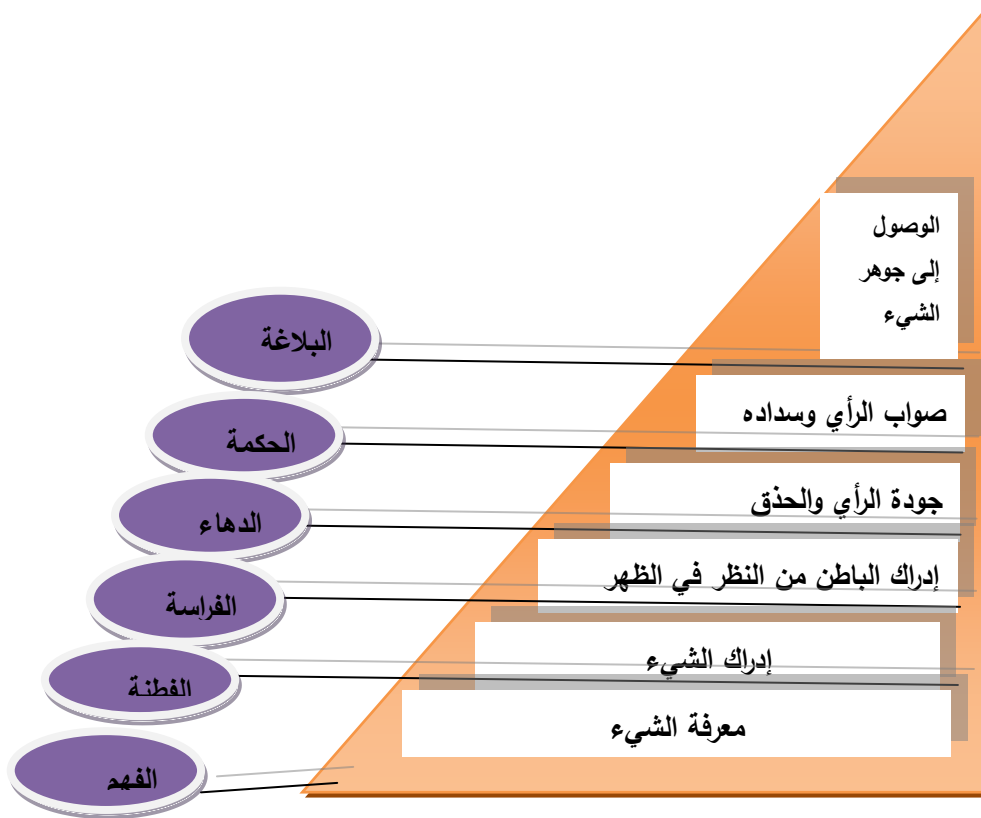 الوصول
إلى جوهر
الشيء
البلاغة
صواب الرأي وسداده
الحكمة
جودة الرأي والحذق
الدهاء
إدراك الباطن من النظر في الظهر
الفراسة
إدراك الشيء
الفطنة
معرفة الشيء
الفهم